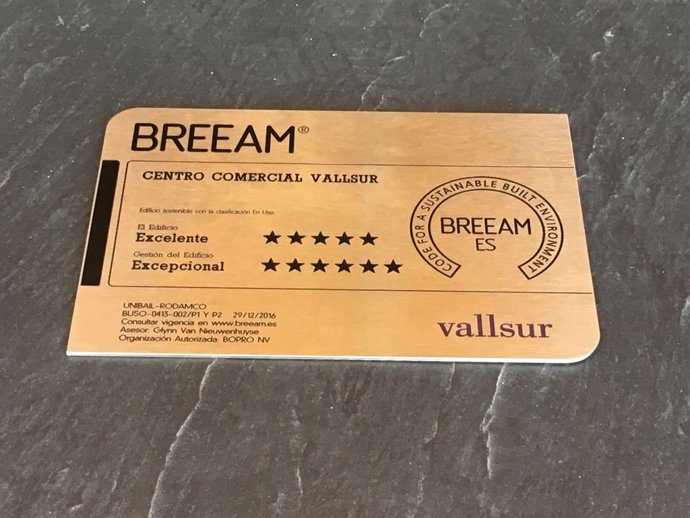 BREEAM®
CENTRO COMERCIAL VALLSUR
Edificio sostenible con la clasificación En Uso
El Edificio
Excelente ★★★★★
Gestión del Edificio
Excepcional ★★★★★★
CODE FOR A SUSTAINABLE BUILT ENVIRONMENT
BREEAM
ES
UNIBAIL-RODAMCO
BUSO-0413-002/P1 Y P2 29/12/2016
Consultar vigencia en www.breeam.es
Asesor: Glynn Van Nieuwenhuyse
Organización Autorizada: BOPRO NV
vallsur